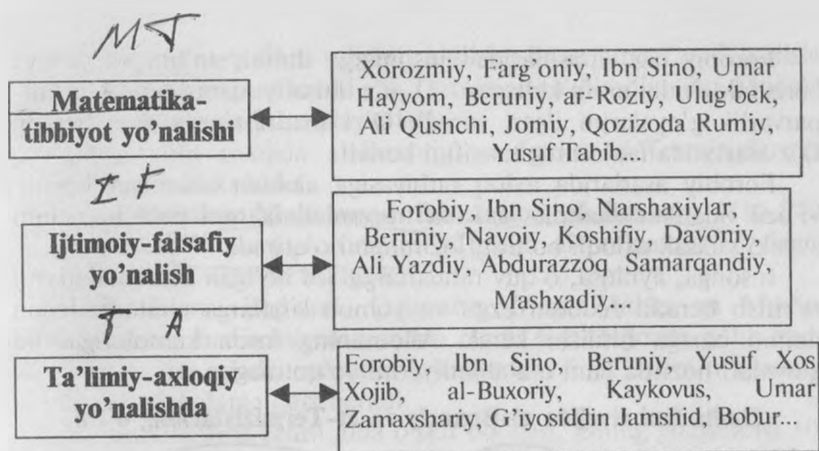 MT
Matematika-
tibbiyot yo’nalishi
Xorozmiy, Farg’oniy, Ibn Sino, Umar
Hayyom, Beruniy, ar-Roziy, Ulug’bek,
Ali Qushchi, Jomiy, Qozizoda Rumiy,
Yusuf Tabib...
I F
Ijtimoiy-falsafiy
yo’nalish
Forobiy, Ibn Sino, Narshaxiylar,
Beruniy, Navoiy, Koshifiy, Davoniy,
Ali Yazdiy, Abdurazzoq Samarqandiy,
Mashxadiy...
T A
Ta’limiy-axloqiy
yo’nalishda
Forobiy, Ibn Sino, Beruniy, Yusuf Xos
Xojib, al-Buxoriy, Kaykovus, Umar
Zamaxshariy, G’iyosiddin Jamshid, Bobur...